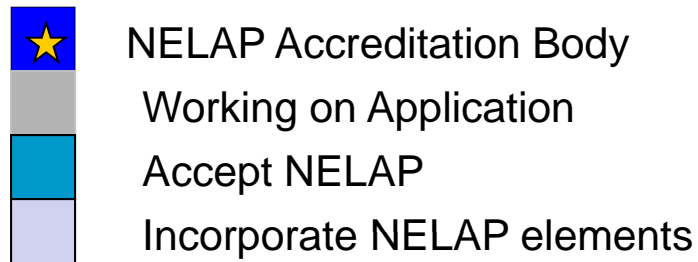 NELAP Accreditation Body
Working on Application
Accept NELAP
Incorporate NELAP elements